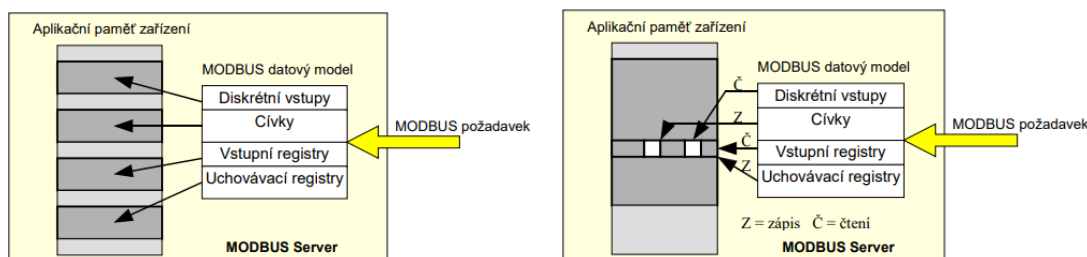 Aplikační paměť zařízení
MODBUS datový model
Diskrétní vstupy
Cívky
Vstupní registry
Uchovávací registry
MODBUS požadavek
MODBUS Server
Aplikační paměť zařízení
MODBUS datový model
Č
Diskrétní vstupy
Z
Cívky
Č
Vstupní registry
Z
Uchovávací registry
MODBUS požadavek
Z = zápis Č = čtení
MODBUS Server